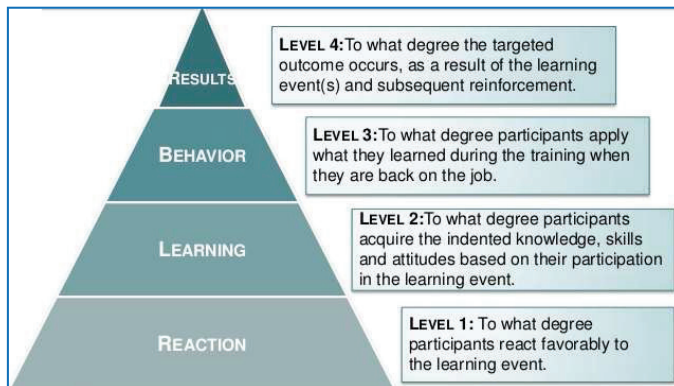 LEVEL 4:To what degree the targeted
outcome occurs, as a result of the learning
event(s) and subsequent reinforcement.
RESULTS
LEVEL 3:To what degree participants apply
what they learned during the training when
they are back on the job.
BEHAVIOR
LEVEL 2:To what degree participants
acquire the indented knowledge, skills
and attitudes based on their participation
in the learning event.
LEARNING
LEVEL 1: To what degree
participants react favorably to
the learning event.
REACTION